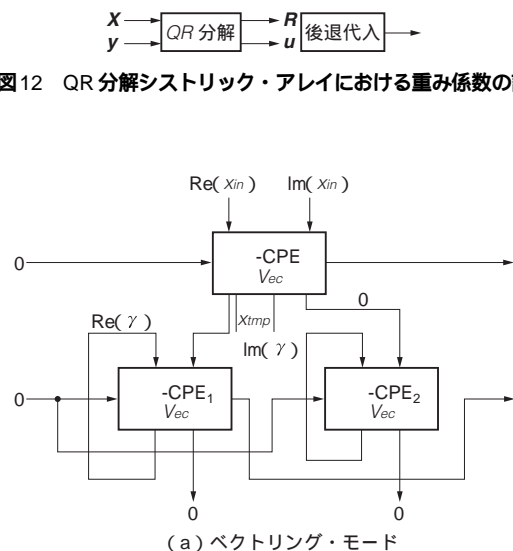 X
y
QR 分解
R
u
後退代入
図12 QR 分解システリック・アレイにおける重み係数の
Re( Xin )
Im( Xin )
0
-CPE
Vec
0
Xtmp
Re( γ )
Im( γ )
0
-CPE1
Vec
-CPE2
Vec
0
0
( a ) ベクトリング・モード